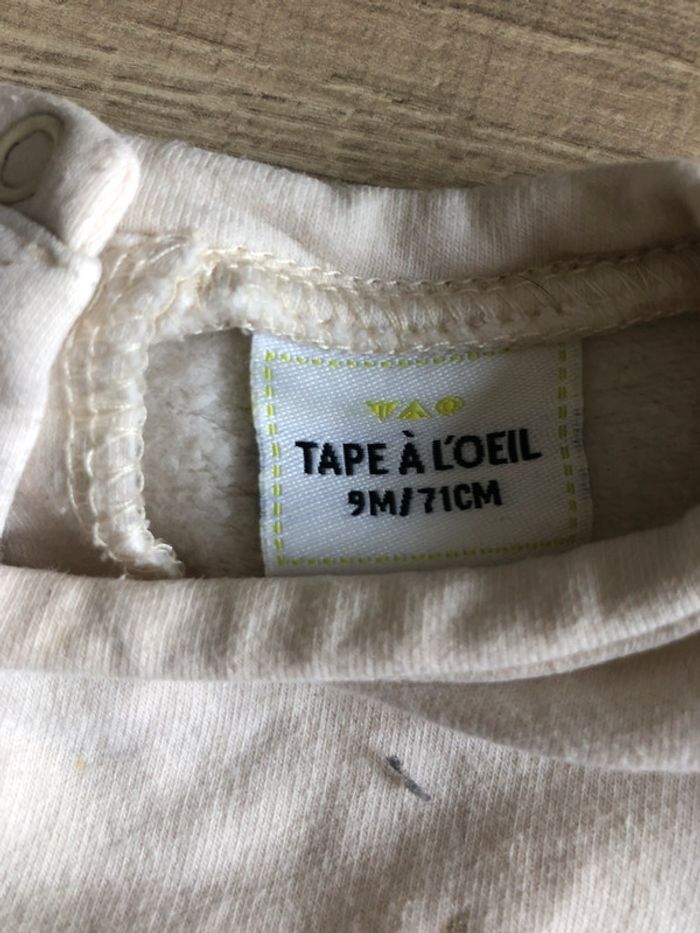 TAO
TAPE À L'OEIL
9M/71CM